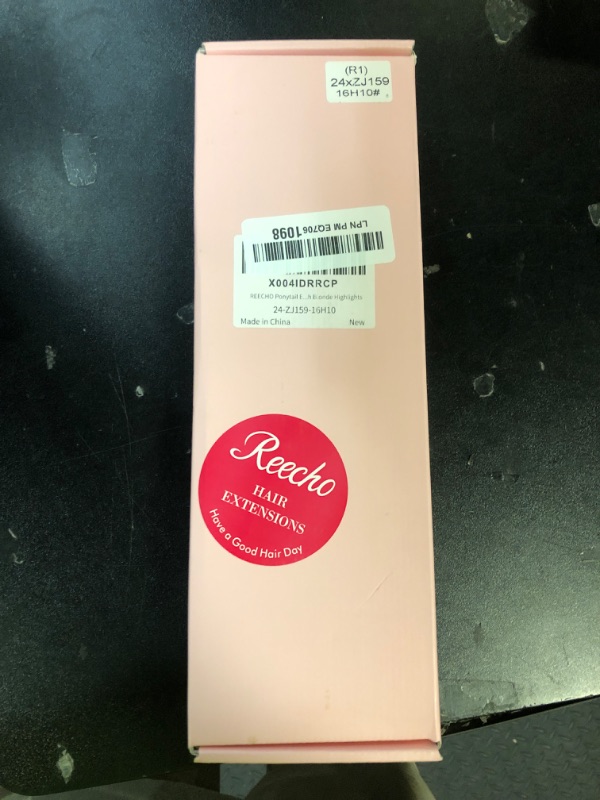 (R1)
24xZJ159
16H10#
LPN PM EQ7061098
X004IDRRCP
REECHO Ponytail E...h Blonde Highlights
24-ZJ159-16H10
Made in China New
Reecho
HAIR
EXTENSIONS
Have a Good Hair Day